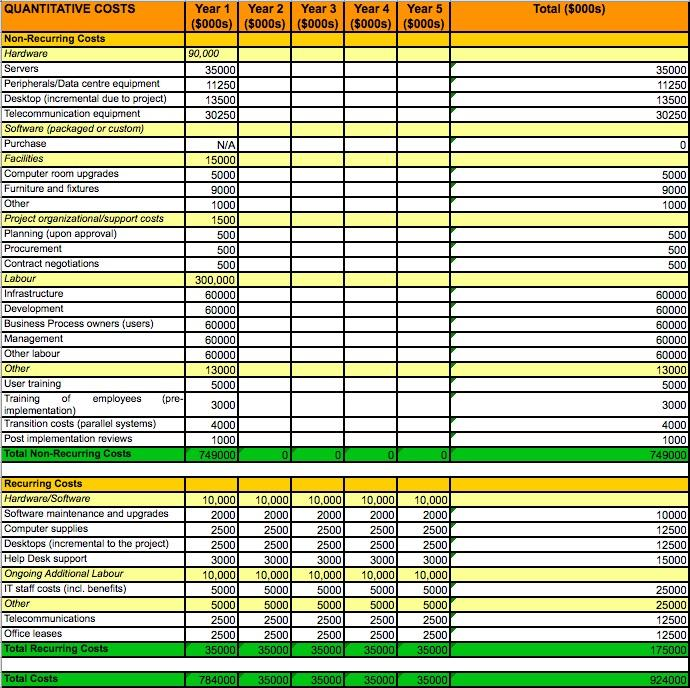 QUANTITATIVE COSTS Year 1 Year 2 Year 3 Year 4 Year 5 Total ($000s)
($000s) ($000s) ($000s) ($000s) ($000s)
Non-Recurring Costs
Hardware 90,000
Servers 35000 35000
Peripherals/Data centre equipment 11250 11250
Desktop (incremental due to project) 13500 13500
Telecommunication equipment 30250 30250
Software (packaged or custom)
Purchase N/A 0
Facilities 15000
Computer room upgrades 5000 5000
Furniture and fixtures 9000 9000
Other 1000 1000
Project organizational/support costs 1500
Planning (upon approval) 500 500
Procurement 500 500
Contract negotiations 500 500
Labour 300,000
Infrastructure 60000 60000
Development 60000 60000
Business Process owners (users) 60000 60000
Management 60000 60000
Other labour 60000 60000
Other 13000 13000
User training 5000 5000
Training of employees (pre-
implementation) 3000 3000
Transition costs (parallel systems) 4000 4000
Post implementation reviews 1000 1000
Total Non-Recurring Costs 749000 0 0 0 0 749000
Recurring Costs
Hardware/Software 10,000 10,000 10,000 10,000 10,000
Software maintenance and upgrades 2000 2000 2000 2000 2000 10000
Computer supplies 2500 2500 2500 2500 2500 12500
Desktops (incremental to the project) 2500 2500 2500 2500 2500 12500
Help Desk support 3000 3000 3000 3000 3000 15000
Ongoing Additional Labour 10,000 10,000 10,000 10,000 10,000
IT staff costs (incl. benefits) 5000 5000 5000 5000 5000 25000
Other 5000 5000 5000 5000 5000 25000
Telecommunications 2500 2500 2500 2500 2500 12500
Office leases 2500 2500 2500 2500 2500 12500
Total Recurring Costs 35000 35000 35000 35000 35000 175000
Total Costs 784000 35000 35000 35000 35000 924000